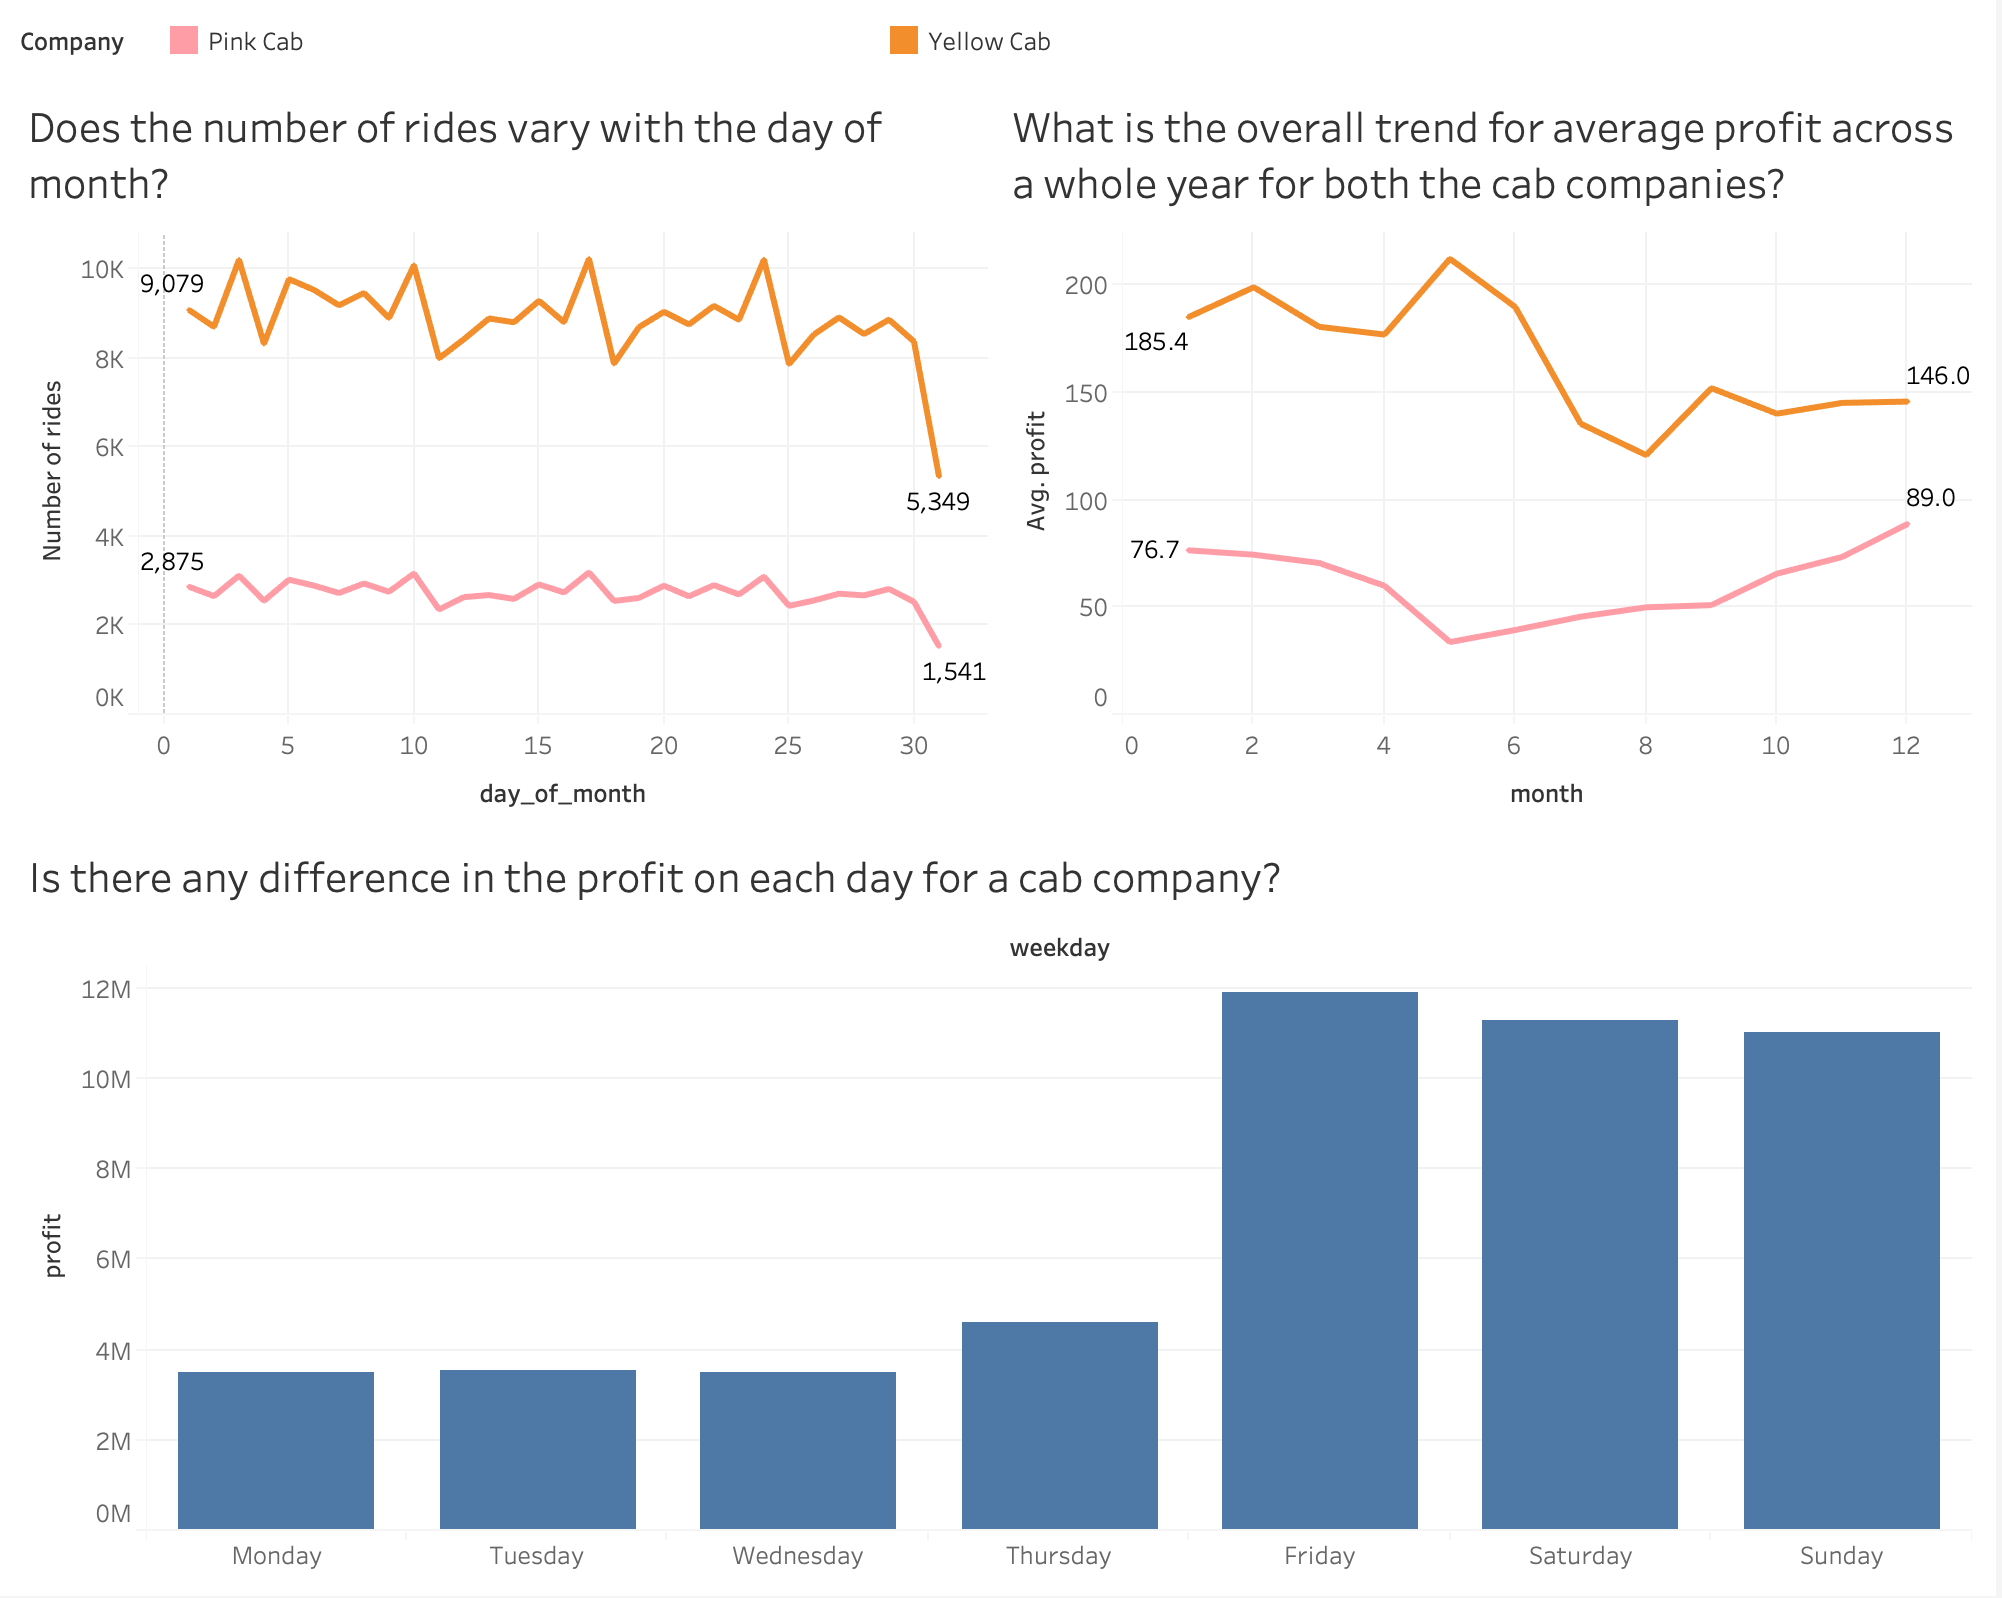 Company Pink Cab Yellow Cab
Does the number of rides vary with the day of
month?
10K
8K
6K
4K
2K
0K
Number of rides
9,079
5,349
2,875
1,541
0 5 10 15 20 25 30
day_of_month
What is the overall trend for average profit across
a whole year for both the cab companies?
200
150
100
50
0
Avg. profit
185.4
146.0
89.0
76.7
0 2 4 6 8 10 12
month
Is there any difference in the profit on each day for a cab company?
weekday
12M
10M
8M
6M
4M
2M
0M
profit
Monday Tuesday Wednesday Thursday Friday Saturday Sunday